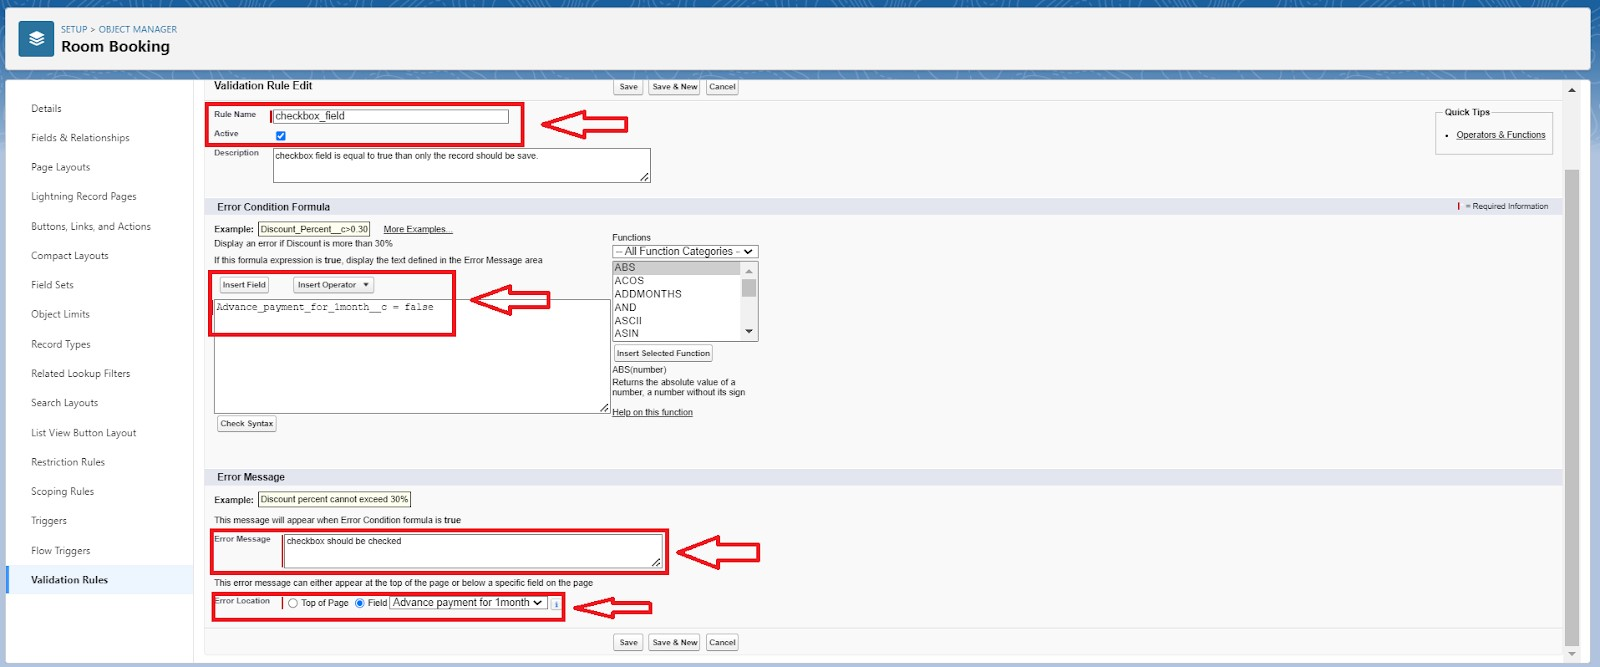 SETUP > OBJECT MANAGER
Room Booking
Details
Fields & Relationships
Page Layouts
Lightning Record Pages
Buttons, Links, and Actions
Compact Layouts
Field Sets
Object Limits
Record Types
Related Lookup Filters
Search Layouts
List View Button Layout
Restriction Rules
Scoping Rules
Triggers
Flow Triggers
Validation Rules
Validation Rule Edit
Save Save & New Cancel
Rule Name checkbox_field
Active
Description checkbox field is equal to true than only the record should be save.
Quick Tips
• Operators & Functions
Error Condition Formula
= Required Information
Example: Discount_Percent__c>0.30 More Examples...
Display an error if Discount is more than 30%
If this formula expression is true, display the text defined in the Error Message area
Insert Field Insert Operator
Advance_payment_for_1month__c = false
Functions
-- All Function Categories -
ABS
ACOS
ADDMONTHS
AND
ASCII
ASIN
Insert Selected Function
ABS(number)
Returns the absolute value of a
number, a number without its sign
Help on this function
Check Syntax
Error Message
Example: Discount percent cannot exceed 30%
This message will appear when Error Condition formula is true
Error Message checkbox should be checked
This error message can either appear at the top of the page or below a specific field on the page
Error Location Top of Page Field Advance payment for 1month i
Save Save & New Cancel